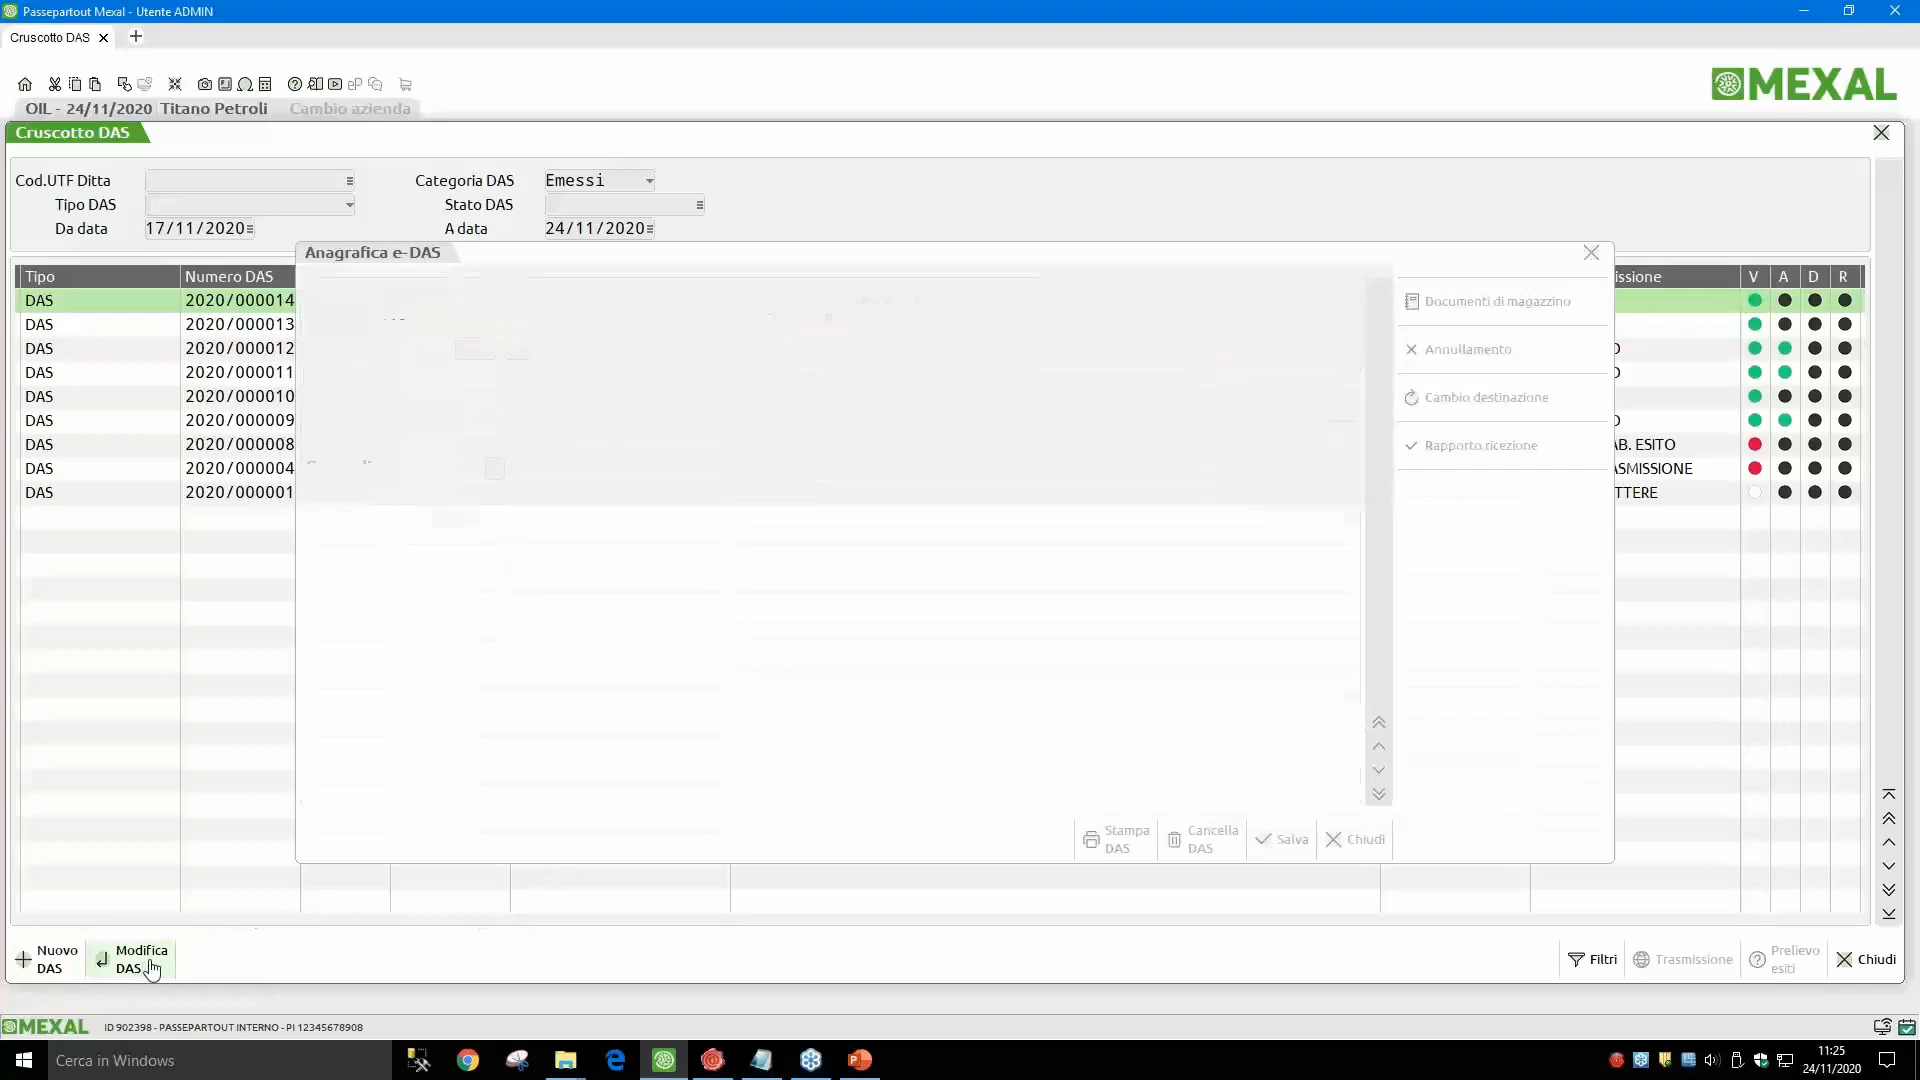 Passepartout Mexal - Utente ADMIN
Cruscotto DAS
MEXAL
OIL - 24/11/2020 Titano Petroli Cambio azienda
Cruscotto DAS
Cod.UTF Ditta Categoria DAS Emessi
Tipo DAS Stato DAS
Da data 17/11/2020 A data 24/11/2020
Anagrafica e-DAS
Tipo Numero DAS issione V A D R
DAS 2020/000014
DAS 2020/000013
DAS 2020/000012 O
DAS 2020/000011 O
DAS 2020/000010
DAS 2020/000009 O
DAS 2020/000008 AB. ESITO
DAS 2020/000004 ASMISSIONE
DAS 2020/000001 TTERE
Documenti di magazzino
Annullamento
Cambio destinazione
Rapporto ricezione
Stampa DAS
Cancella DAS
Salva
Chiudi
Nuovo DAS
Modifica DAS
Filtri
Trasmissione
Prelievo esiti
Chiudi
MEXAL ID 902398 - PASSEPARTOUT INTERNO - PI 12345678908
Cerca in Windows
11:25
24/11/2020